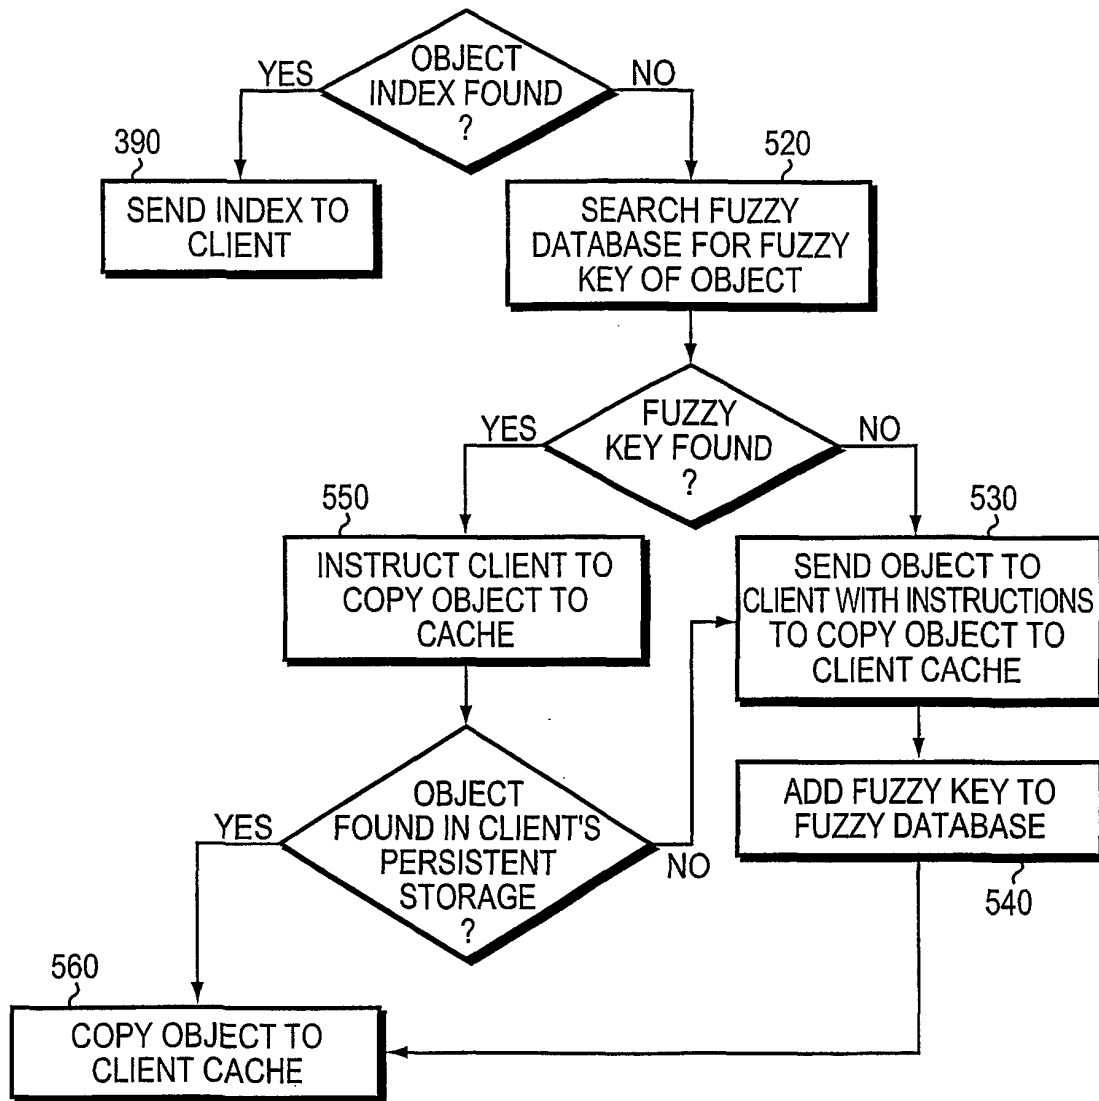 OBJECT
INDEX FOUND
?
YES
NO
390
SEND INDEX TO
CLIENT
520
SEARCH FUZZY
DATABASE FOR FUZZY
KEY OF OBJECT
FUZZY
KEY FOUND
?
YES
NO
550
INSTRUCT CLIENT TO
COPY OBJECT TO
CACHE
530
SEND OBJECT TO
CLIENT WITH INSTRUCTIONS
TO COPY OBJECT TO
CLIENT CACHE
OBJECT
FOUND IN CLIENT'S
PERSISTENT
STORAGE
?
YES
NO
ADD FUZZY KEY TO
FUZZY DATABASE
540
560
COPY OBJECT TO
CLIENT CACHE